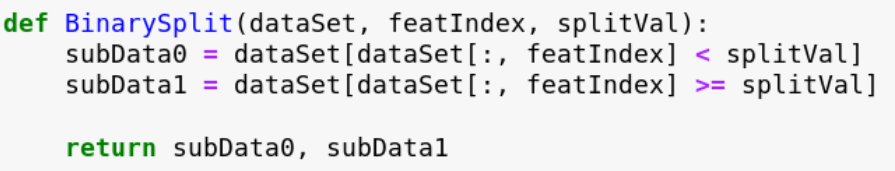 def BinarySplit(dataSet, featIndex, splitVal):
    subData0 = dataSet[dataSet[:, featIndex] < splitVal]
    subData1 = dataSet[dataSet[:, featIndex] >= splitVal]
    return subData0, subData1